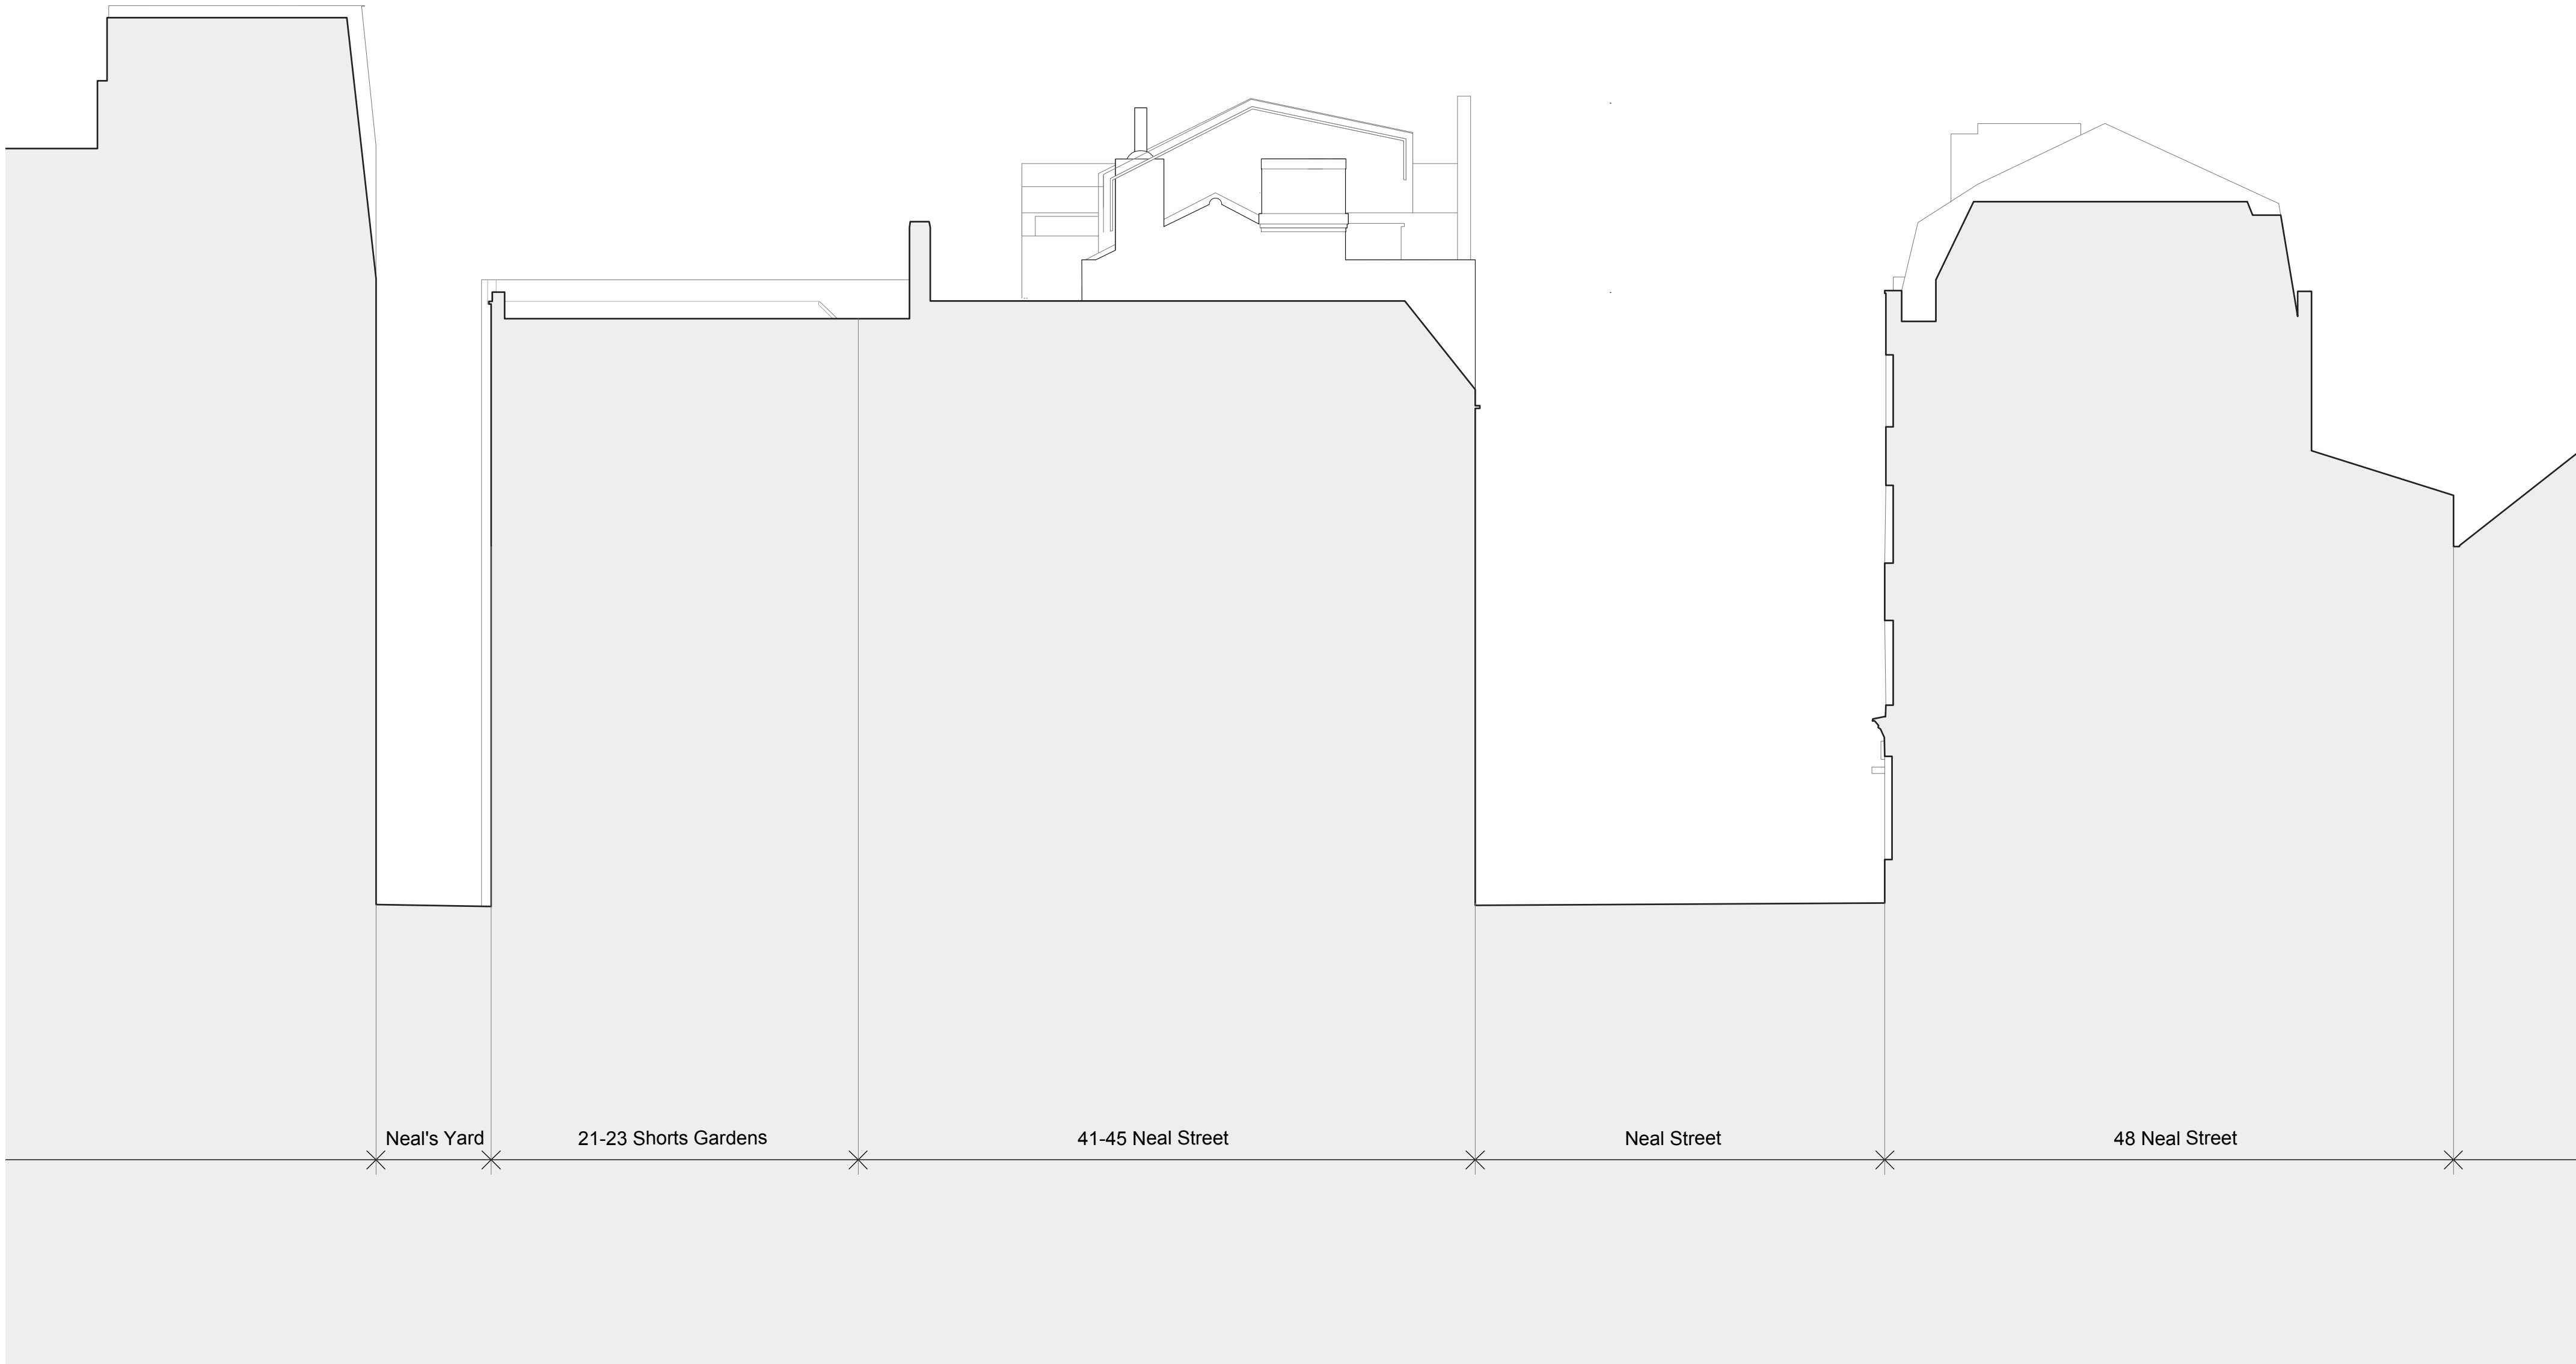 Neal's Yard
21-23 Shorts Gardens
41-45 Neal Street
Neal Street
48 Neal Street